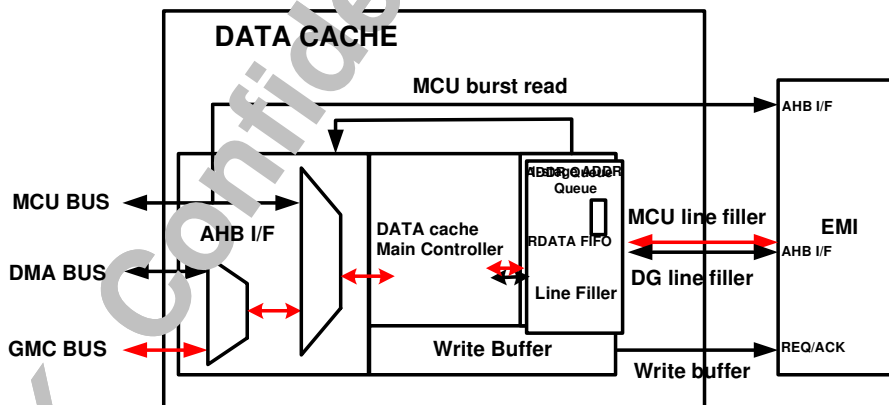 DATA CACHE
MCU burst read
AHB I/F
MCU BUS
AHB I/F
DATA cache
Main Controller
Queue
RDATA FIFO
Line Filler
MCU line filler
EMI
AHB I/F
DG line filler
DMA BUS
GMC BUS
Write Buffer
Write buffer
REQ/ACK
Confide